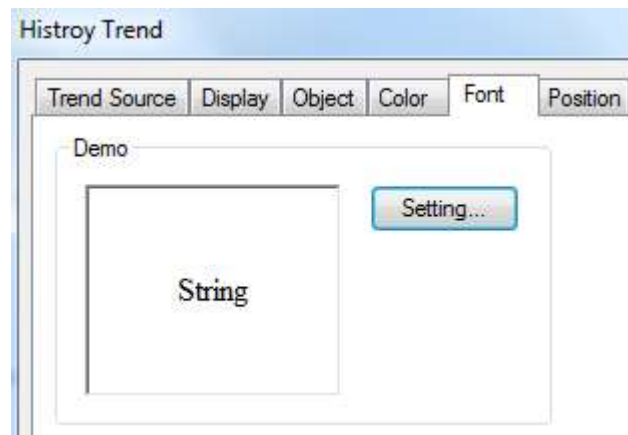 Histroy Trend
Trend Source Display Object Color Font Position
Demo
Setting...
String